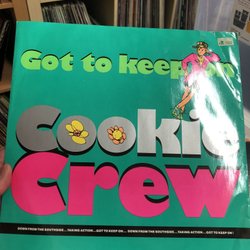 Got to keep on
Cookie
Crew
DOWN FROM THE SOUTHSIDE... TAKING ACTION... GOT TO KEEP ON... DOWN FROM THE SOUTHSIDE... TAKING ACTION... GOT TO KEEP ON!